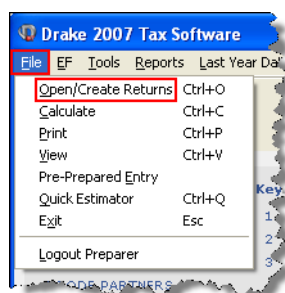 Drake 2007 Tax Software
File EF Tools Reports Last Year Da
Open/Create Returns Ctrl+O
Calculate Ctrl+C
Print Ctrl+P
View Ctrl+V
Pre-Prepared Entry
Quick Estimator Ctrl+Q
Exit Esc
Logout Preparer
Key
1
2
3
PARTNERS